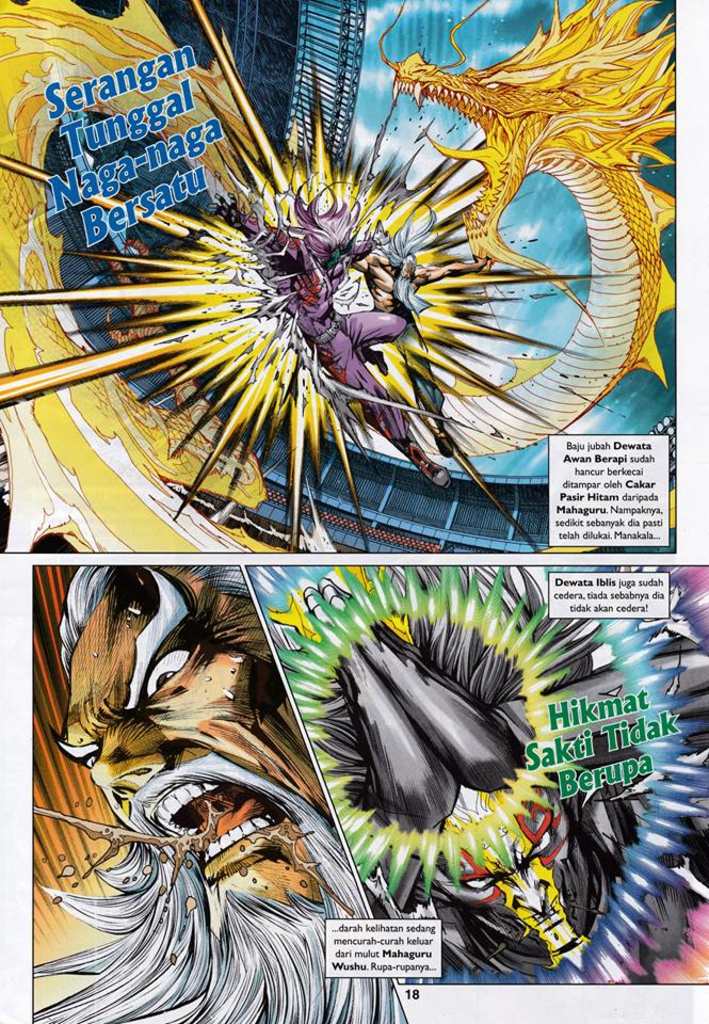 Serangan
Tunggal
Naga-naga
Bersatu
Baju jubah Dewata
Awan Berapi sudah
hancur berkecai
ditampar oleh Cakar
Pasir Hitam daripada
Mahaguru. Nampaknya,
sedikit sebanyak dia pasti
telah dilukai. Manakala...
Dewata Iblis juga sudah
cedera, tiada sebabnya dia
tidak akan cedera!
Hikmat
Sakti Tidak
Berupa
...darah kelihatan sedang
mencurah-curah keluar
dari mulut Mahaguru
Wushu. Rupa-rupanya...
18